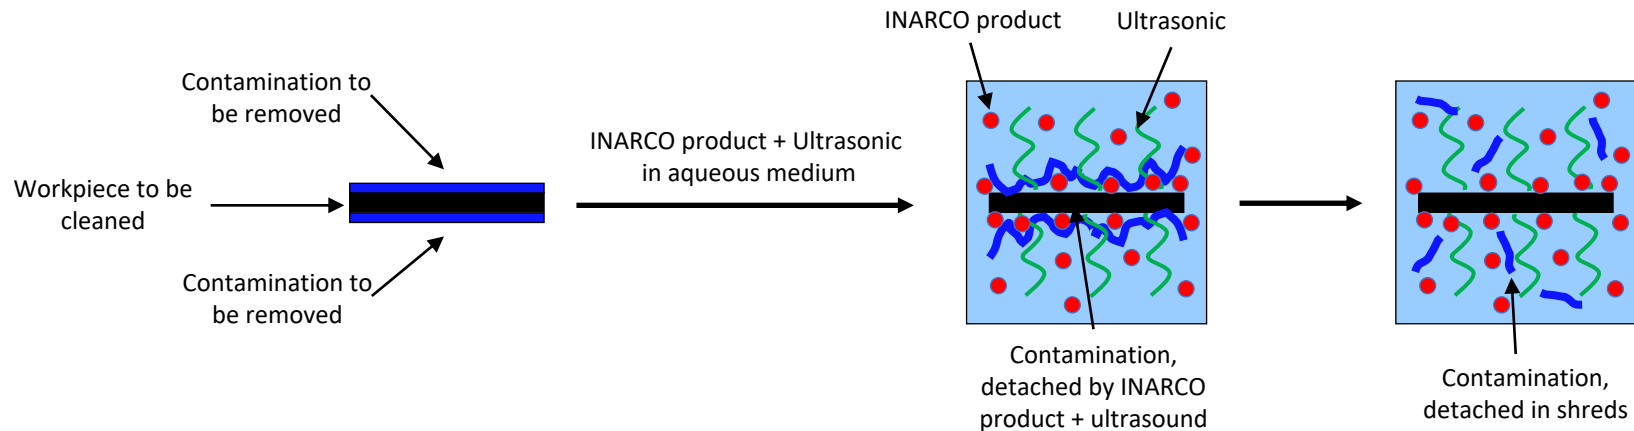 Contamination to
be removed
Workpiece to be
cleaned
Contamination to
be removed
INARCO product + Ultrasonic
in aqueous medium
INARCO product
Ultrasonic
Contamination,
detached by INARCO
product + ultrasound
Contamination,
detached in shreds